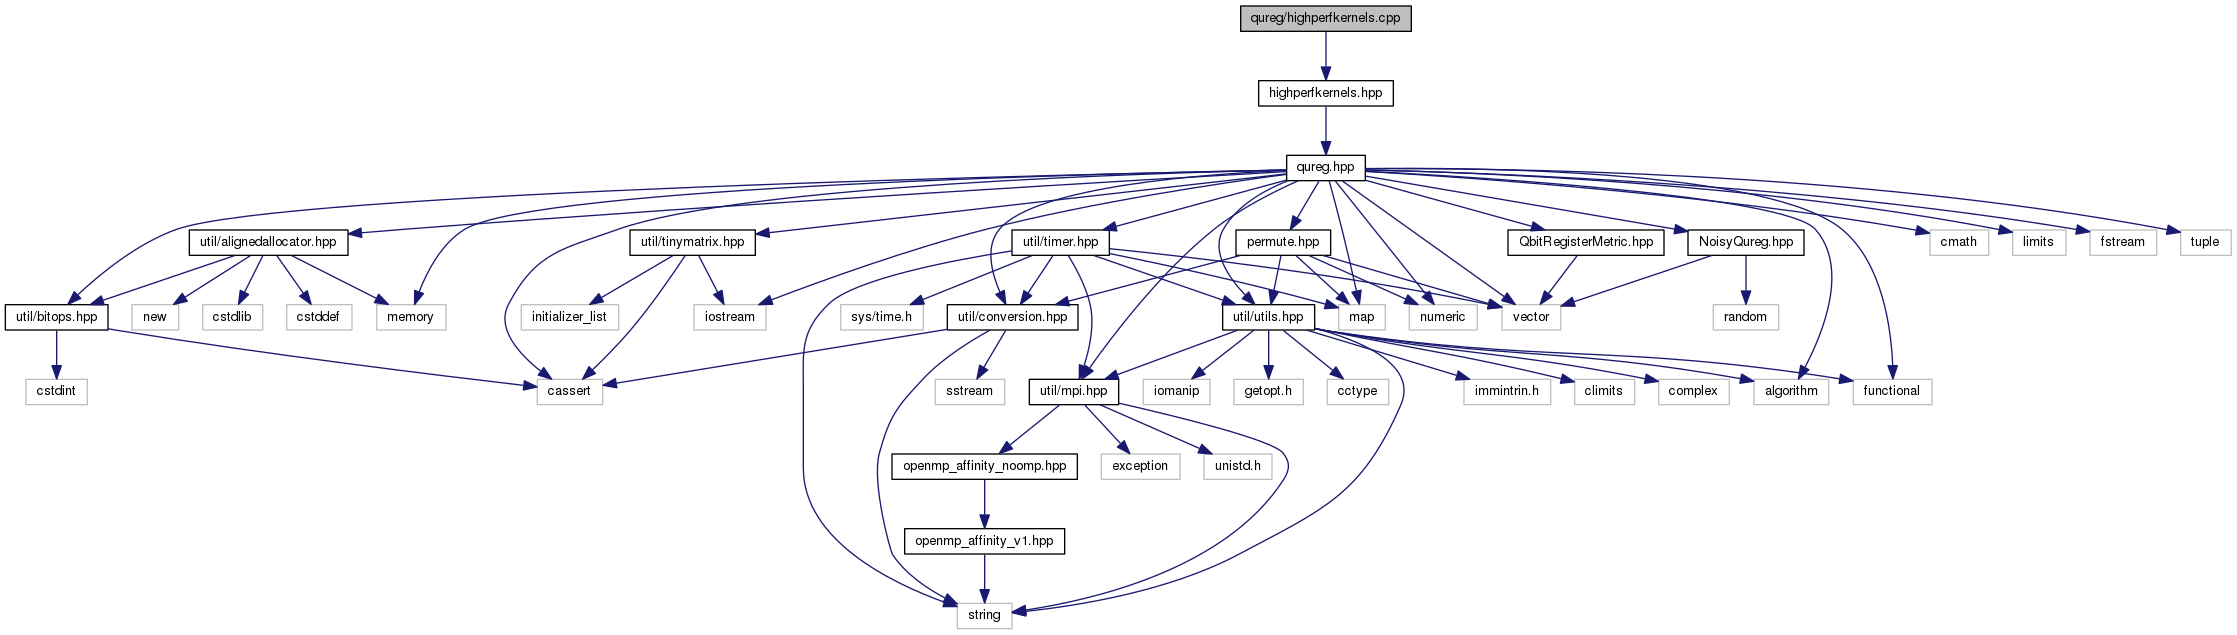 qureg/highperfkernels.cpp
highperfkernels.hpp
qureg.hpp
util/alignedallocator.hpp
util/tinymatrix.hpp
util/timer.hpp
permute.hpp
QbitRegisterMetric.hpp
NoisyQureg.hpp
cmath
limits
fstream
tuple
util/bitops.hpp
new
cstdlib
cstddef
memory
initializer_list
iostream
sys/time.h
util/conversion.hpp
util/utils.hpp
map
numeric
vector
random
cstdint
cassert
sstream
util/mpi.hpp
iomanip
getopt.h
cctype
immintrin.h
climits
complex
algorithm
functional
openmp_affinity_noomp.hpp
exception
unistd.h
openmp_affinity_v1.hpp
string